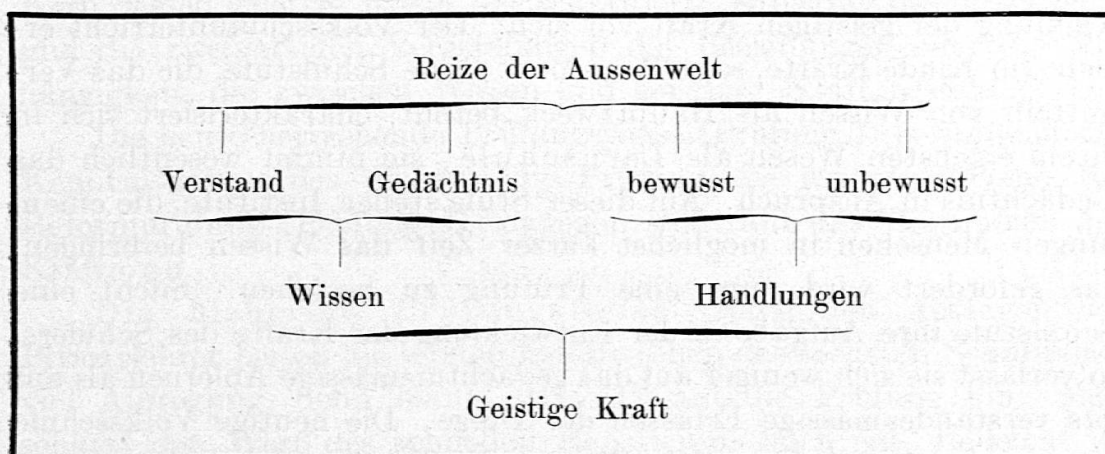 Reize der Aussenwelt
Verstand Gedächtnis bewusst unbewusst
Wissen Handlungen
Geistige Kraft